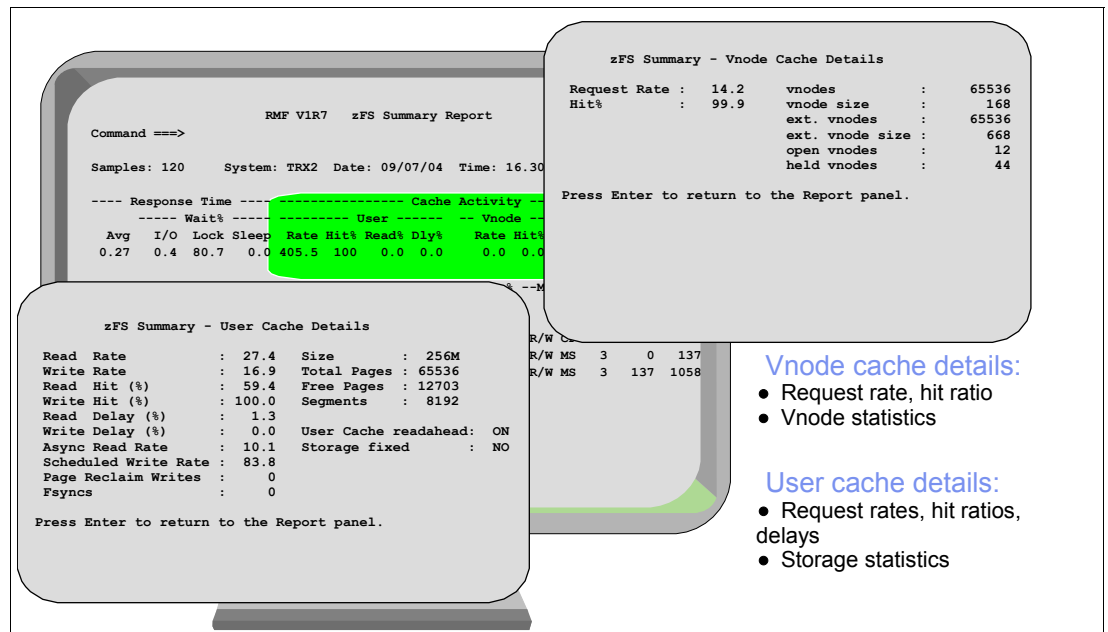 RMF V1R7 zFS Summary Report
Command ===>
Samples: 120 System: TRX2 Date: 09/07/04 Time: 16.30
---- Response Time ---- ---------------- Cache Activity --
----- Wait% ----- --------- User ------ -- Vnode --
Avg I/O Lock Sleep Rate Hit% Read% Dly% Rate Hit%
0.27 0.4 80.7 0.0 405.5 100 0.0 0.0 0.0 0.0
% --M
R/W
R/W MS 3 0 137
R/W MS 3 137 1058
zFS Summary - Vnode Cache Details
Request Rate : 14.2 vnodes : 65536
Hit% : 99.9 vnode size : 168
ext. vnodes : 65536
ext. vnode size : 668
open vnodes : 12
held vnodes : 44
Press Enter to return to the Report panel.
zFS Summary - User Cache Details
Read Rate : 27.4 Size : 256M
Write Rate : 16.9 Total Pages : 65536
Read Hit (%) : 59.4 Free Pages : 12703
Write Hit (%) : 100.0 Segments : 8192
Read Delay (%) : 1.3
Write Delay (%) : 0.0 User Cache readahead: ON
Async Read Rate : 10.1 Storage fixed : NO
Scheduled Write Rate : 83.8
Page Reclaim Writes : 0
Fsyncs : 0
Press Enter to return to the Report panel.
Vnode cache details:
● Request rate, hit ratio
● Vnode statistics
User cache details:
● Request rates, hit ratios,
delays
● Storage statistics